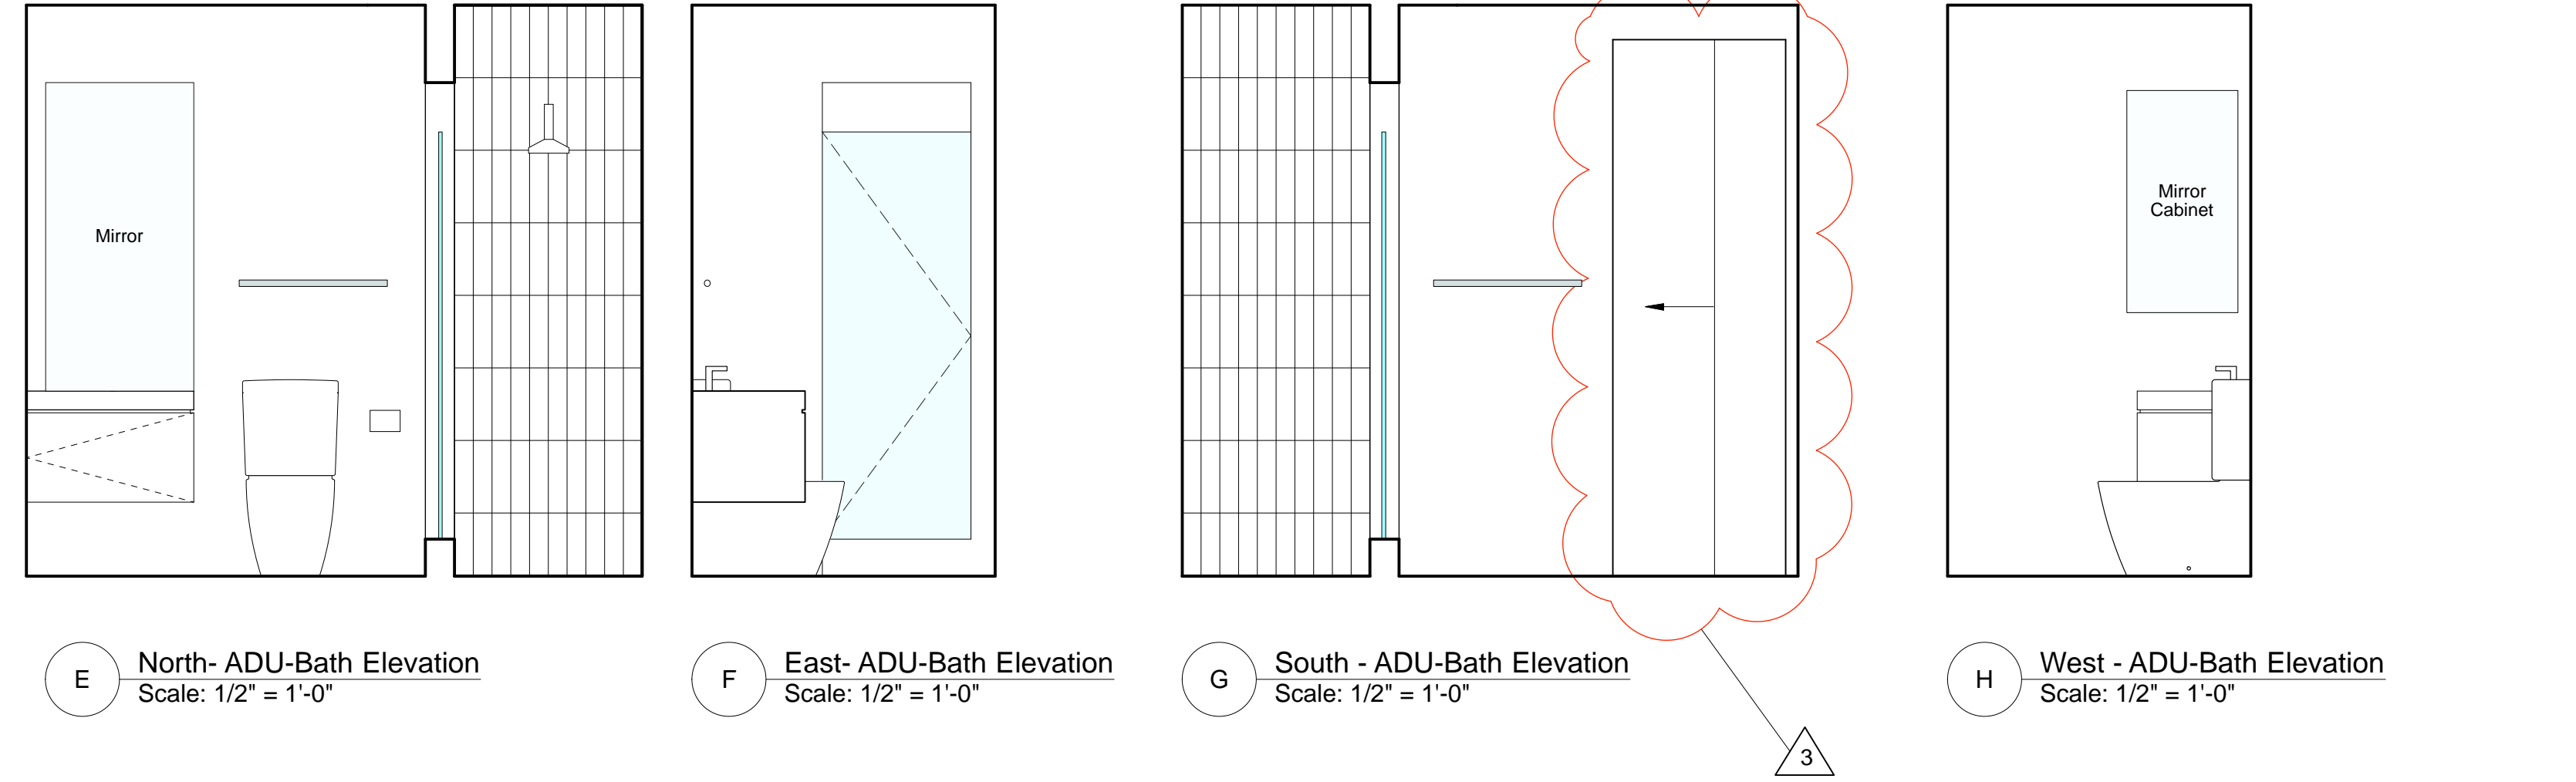 Mirror
Mirror
Cabinet
E
North- ADU-Bath Elevation
Scale: 1/2" = 1'-0"
F
East- ADU-Bath Elevation
Scale: 1/2" = 1'-0"
G
South - ADU-Bath Elevation
Scale: 1/2" = 1'-0"
H
West - ADU-Bath Elevation
Scale: 1/2" = 1'-0"
3